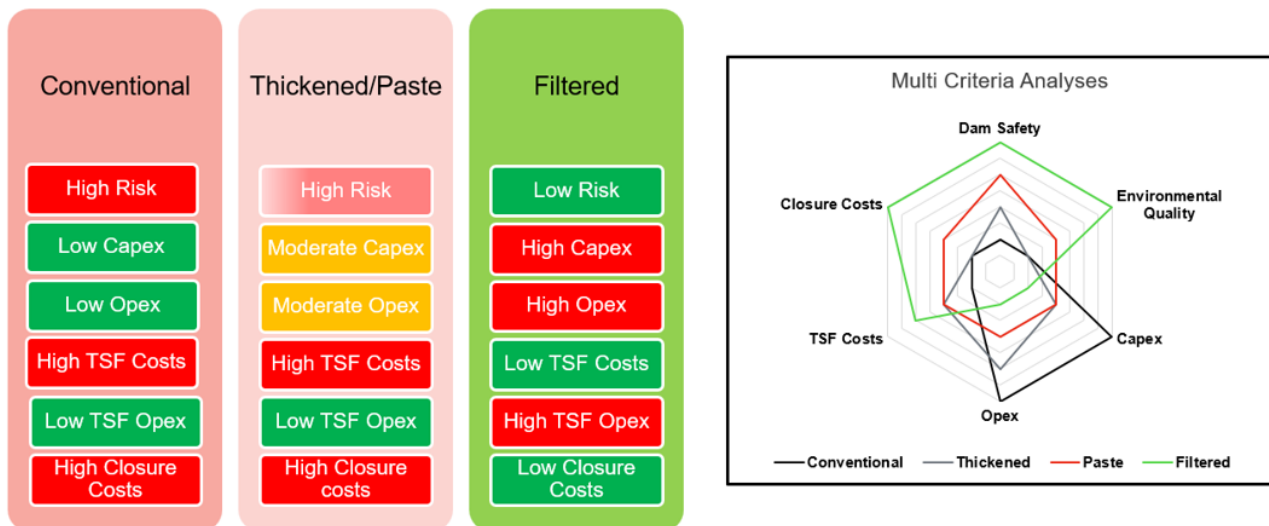 Conventional
High Risk
Low Capex
Low Opex
High TSF Costs
Low TSF Opex
High Closure
Costs
Thickened/Paste
High Risk
Moderate Capex
Moderate Opex
High TSF Costs
Low TSF Opex
High Closure
costs
Filtered
Low Risk
High Capex
High Opex
Low TSF Costs
High TSF Opex
Low Closure
Costs
Multi Criteria Analyses
Dam Safety
Environmental
Quality
Capex
Opex
TSF Costs
Closure Costs
Conventional
Thickened
Paste
Filtered